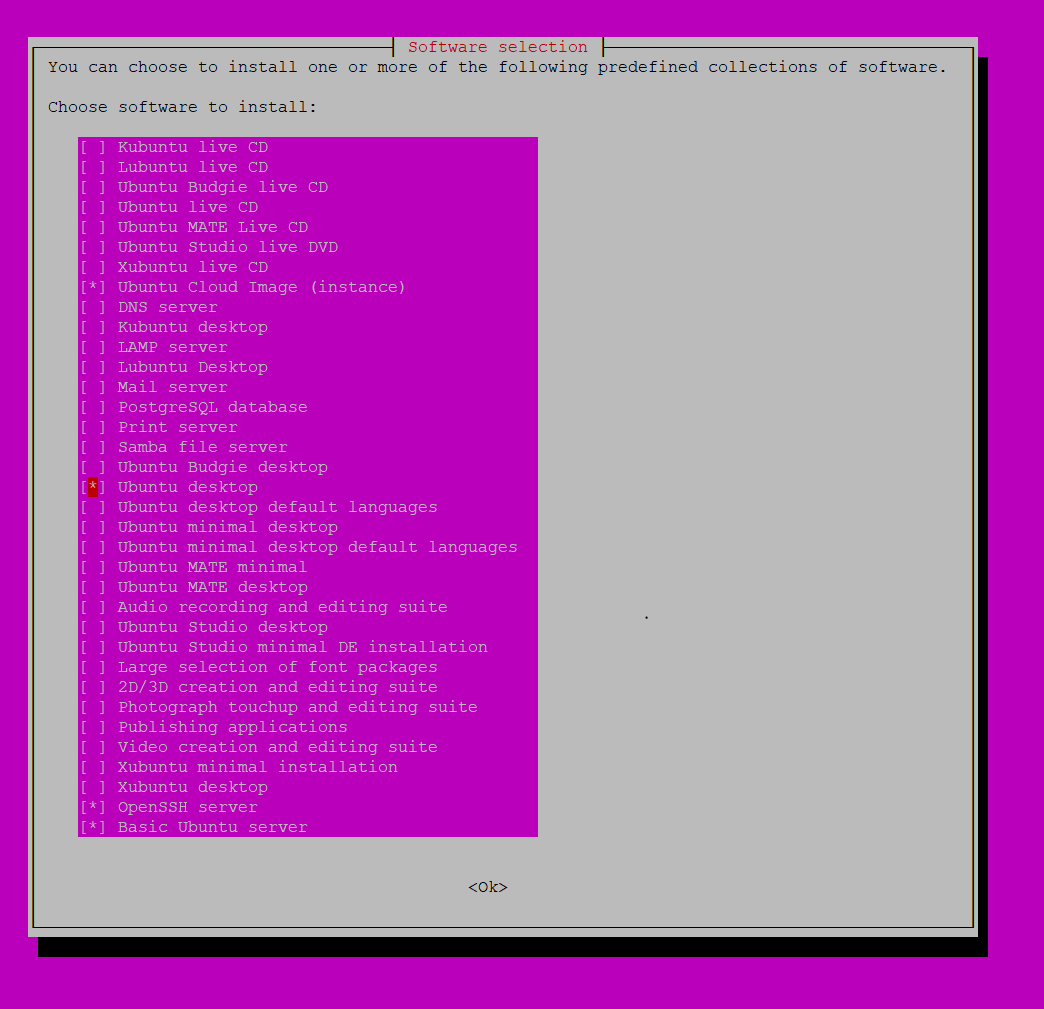 Software selection
You can choose to install one or more of the following predefined collections of software.
Choose software to install:
[ ] Kubuntu live CD
[ ] Lubuntu live CD
[ ] Ubuntu Budgie live CD
[ ] Ubuntu live CD
[ ] Ubuntu MATE Live CD
[ ] Ubuntu Studio live DVD
[ ] Xubuntu live CD
[*] Ubuntu Cloud Image (instance)
[ ] DNS server
[ ] Kubuntu desktop
[ ] LAMP server
[ ] Lubuntu Desktop
[ ] Mail server
[ ] PostgreSQL database
[ ] Print server
[ ] Samba file server
[ ] Ubuntu Budgie desktop
[*] Ubuntu desktop
[ ] Ubuntu desktop default languages
[ ] Ubuntu minimal desktop
[ ] Ubuntu minimal desktop default languages
[ ] Ubuntu MATE minimal
[ ] Ubuntu MATE desktop
[ ] Audio recording and editing suite
[ ] Ubuntu Studio desktop
[ ] Ubuntu Studio minimal DE installation
[ ] Large selection of font packages
[ ] 2D/3D creation and editing suite
[ ] Photograph touchup and editing suite
[ ] Publishing applications
[ ] Video creation and editing suite
[ ] Xubuntu minimal installation
[ ] Xubuntu desktop
[*] OpenSSH server
[*] Basic Ubuntu server
<Ok>